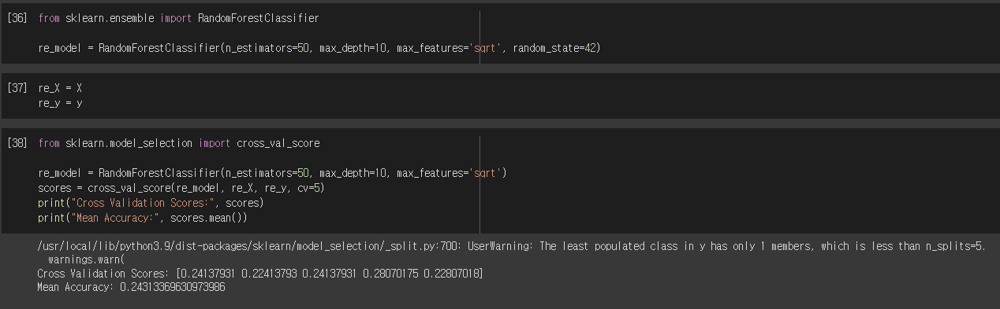 [36] from sklearn.ensemble import RandomForestClassifier
re_model = RandomForestClassifier(n_estimators=50, max_depth=10, max_features='sqrt', random_state=42)
[37] re_X = X
re_y = y
[38] from sklearn.model_selection import cross_val_score
re_model = RandomForestClassifier(n_estimators=50, max_depth=10, max_features='sqrt')
scores = cross_val_score(re_model, re_X, re_y, cv=5)
print("Cross Validation Scores:", scores)
print("Mean Accuracy:", scores.mean())
/usr/local/lib/python3.9/dist-packages/sklearn/model_selection/_split.py:700: UserWarning: The least populated class in y has only 1 members, which is less than n_splits=5.
  warnings.warn(
Cross Validation Scores: [0.24137931 0.22413793 0.24137931 0.28070175 0.22807018]
Mean Accuracy: 0.24313369630973986